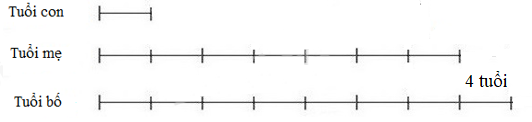 Tuổi con
Tuổi mẹ
4 tuổi
Tuổi bố